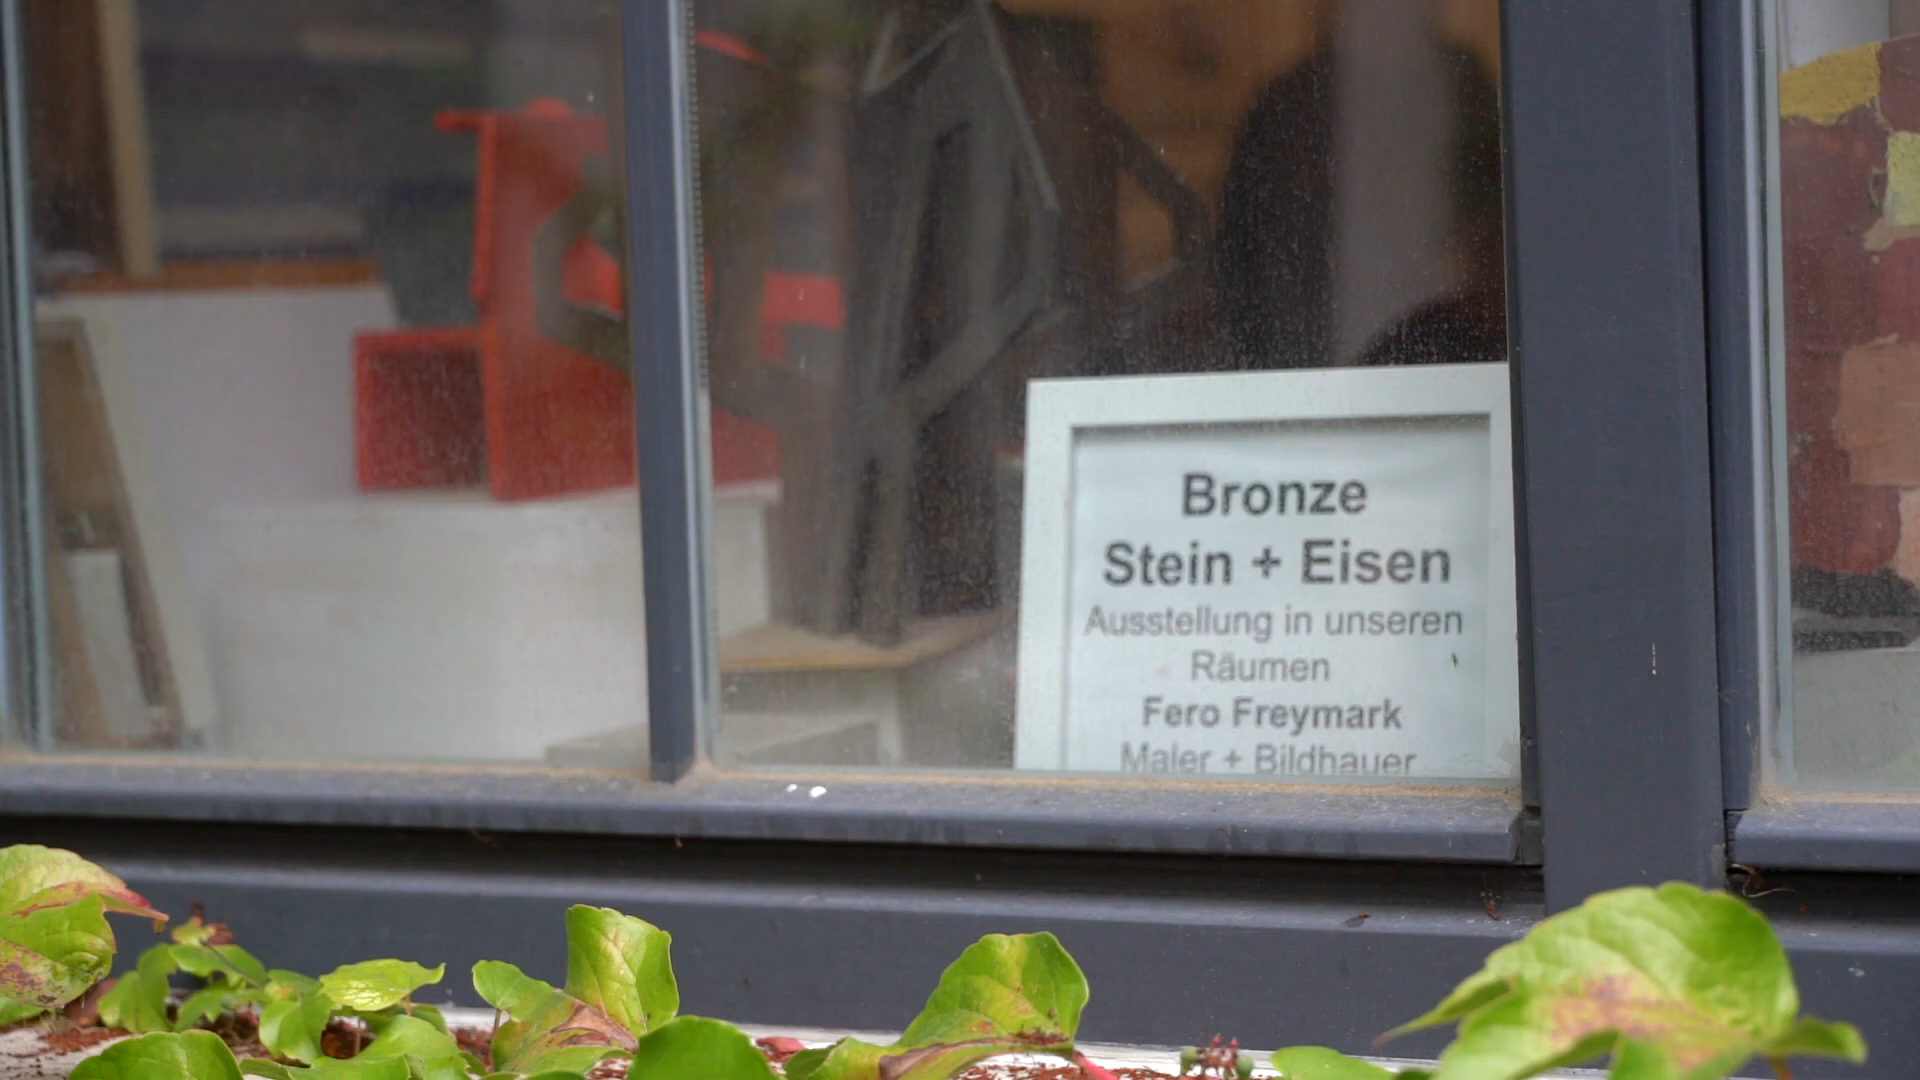 Bronze
Stein + Eisen
Ausstellung in unseren
Räumen
Fero Freymark
Maler + Bildhauer